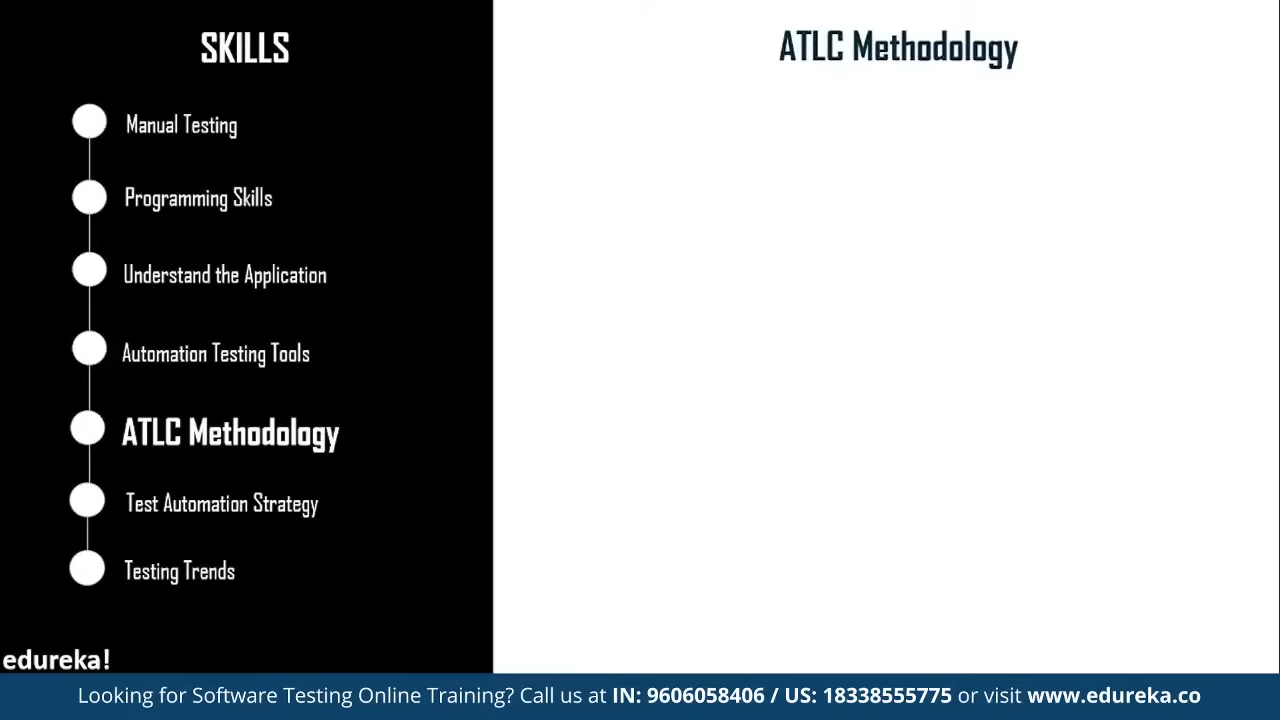 SKILLS
Manual Testing
Programming Skills
Understand the Application
Automation Testing Tools
ATLC Methodology
Test Automation Strategy
Testing Trends
edureka!
ATLC Methodology
Looking for Software Testing Online Training? Call us at IN: 9606058406 / US: 18338555775 or visit www.edureka.co